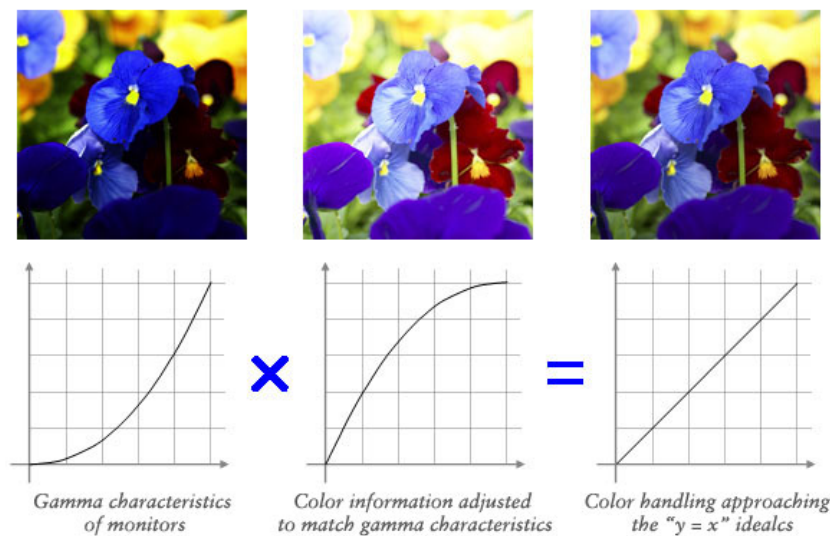 Gamma characteristics
of monitors
Color information adjusted
to match gamma characteristics
Color handling approaching
the “y = x” idealcs